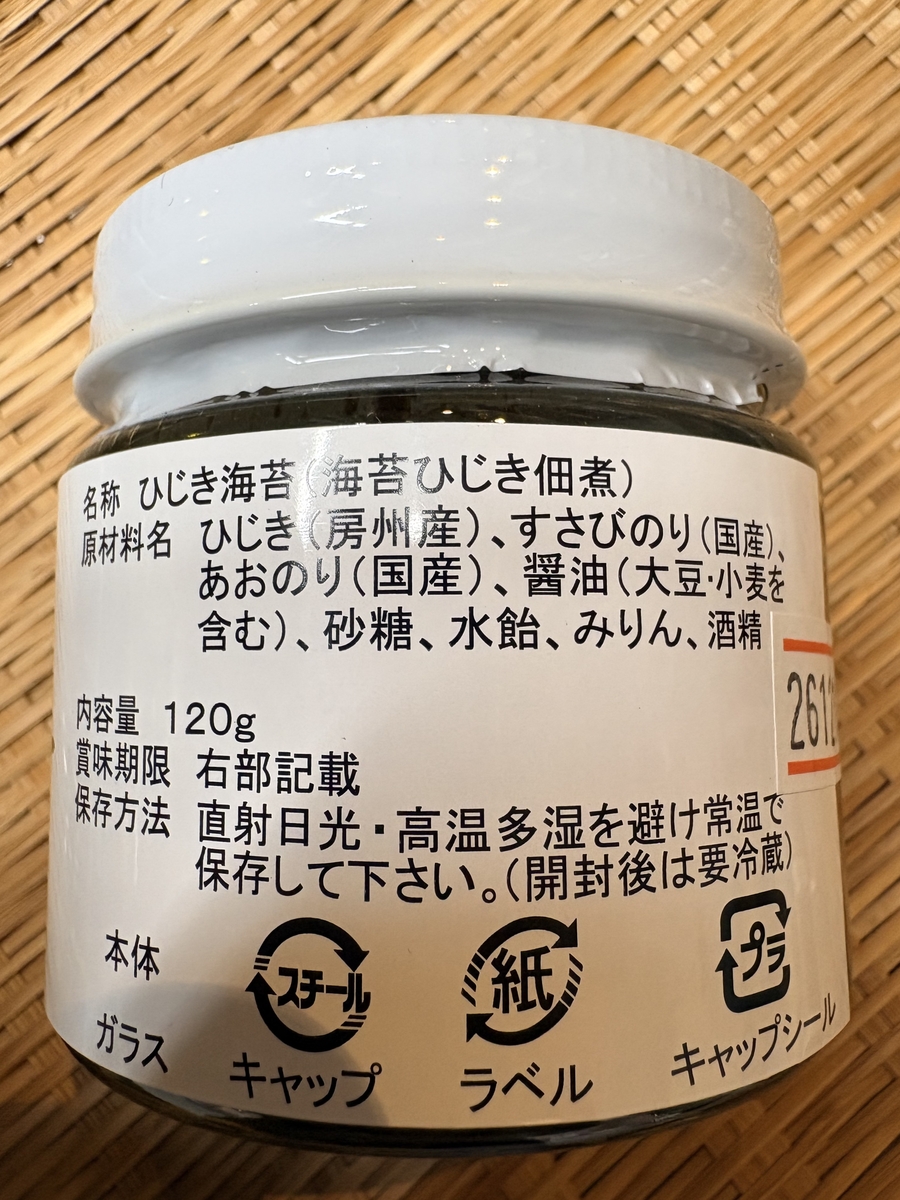 名称 ひじき海苔(海苔ひじき佃煮)
原材料名 ひじき(房州産)、すさびのり(国産)、
あおのり(国産)、醤油(大豆・小麦を
含む)、砂糖、水飴、みりん、酒精
内容量 120g
賞味期限 右部記載
保存方法 直射日光・高温多湿を避け常温で
保存して下さい。(開封後は要冷蔵)
本体
ガラス
スチール
キャップ
紙
ラベル
プラ
キャップシール